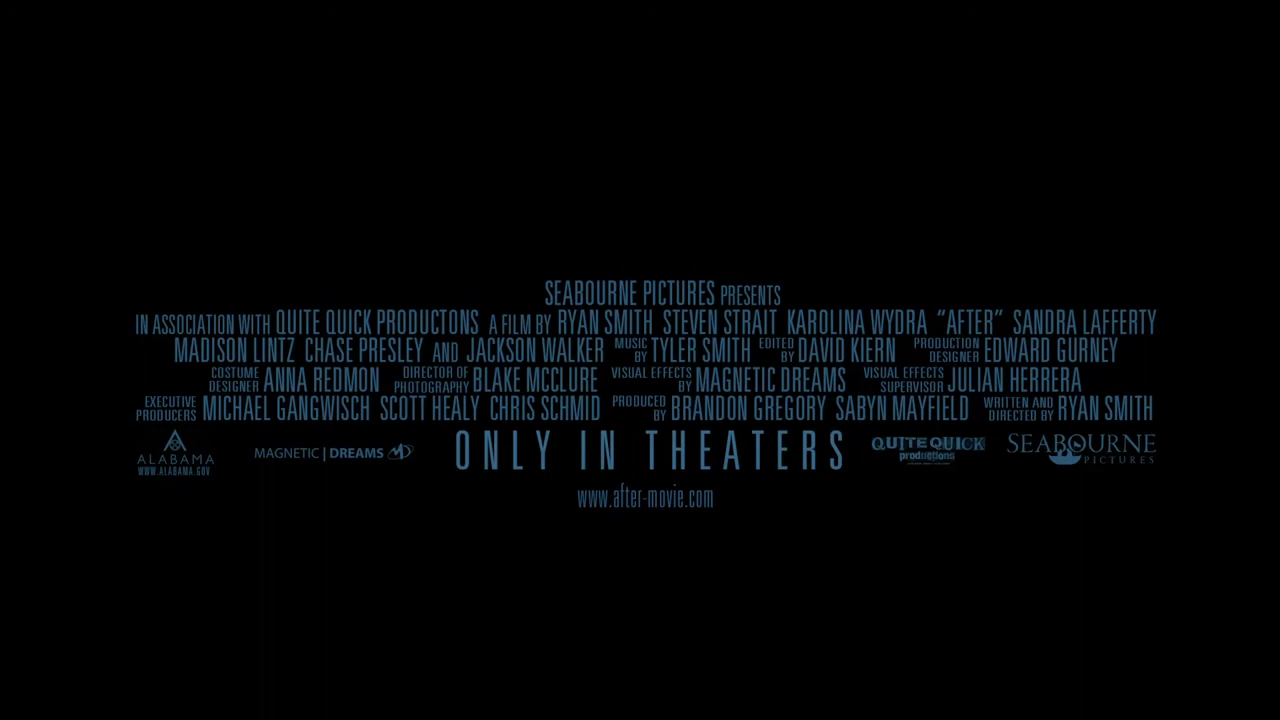 SEABOURNE PICTURES PRESENTS
IN ASSOCIATION WITH QUITE QUICK PRODUCTONS A FILM BY RYAN SMITH STEVEN STRAIT KAROLINA WYDRA “AFTER” SANDRA LAFFERTY
MADISON LINTZ CHASE PRESLEY AND JACKSON WALKER MUSIC BY TYLER SMITH EDITED BY DAVID KIERN PRODUCTION DESIGNER EDWARD GURNEY
COSTUME DESIGNER ANNA REDMON DIRECTOR OF PHOTOGRAPHY BLAKE MCCLURE VISUAL EFFECTS BY MAGNETIC DREAMS VISUAL EFFECTS SUPERVISOR JULIAN HERRERA
EXECUTIVE PRODUCERS MICHAEL GANGWISCH SCOTT HEALY CHRIS SCHMID PRODUCED BY BRANDON GREGORY SABYN MAYFIELD WRITTEN AND DIRECTED BY RYAN SMITH
ALABAMA
WWW.ALABAMA.GOV
MAGNETIC | DREAMS
ONLY IN THEATERS
QUITE QUICK
productions
SEABOURNE
PICTURES
www.after-movie.com